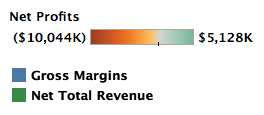 Net Profits
($10,044K) $5,128K
Gross Margins
Net Total Revenue